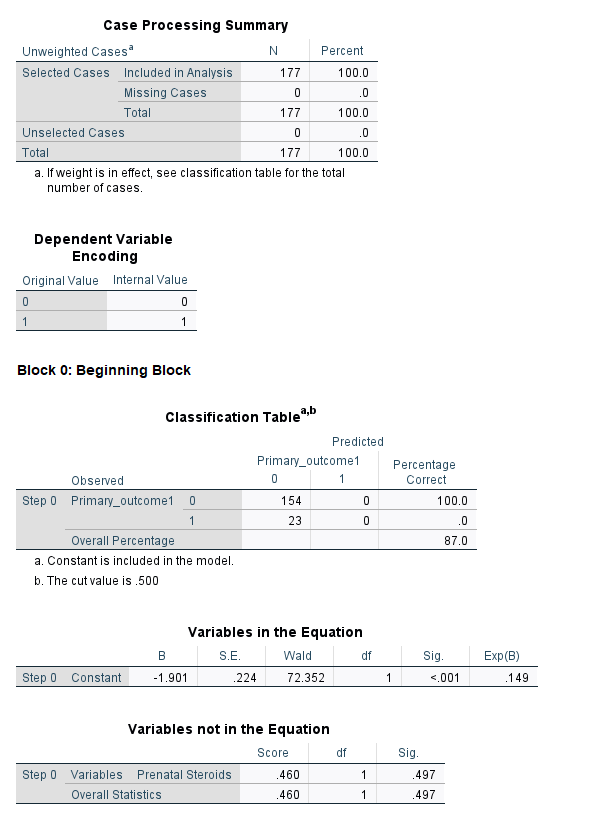 Case Processing Summary
Unweighted Casesa N Percent
Selected Cases Included in Analysis 177 100.0
Missing Cases 0 .0
Total 177 100.0
Unselected Cases 0 .0
Total 177 100.0
a. If weight is in effect, see classification table for the total
number of cases.
Dependent Variable
Encoding
Original Value Internal Value
0 0
1 1
Block 0: Beginning Block
Classification Tablea,b
Predicted
Primary_outcome1 Percentage
Observed 0 1 Correct
Step 0 Primary_outcome1 0 154 0 100.0
1 23 0 .0
Overall Percentage 87.0
a. Constant is included in the model.
b. The cut value is .500
Variables in the Equation
B S.E. Wald df Sig. Exp(B)
Step 0 Constant -1.901 .224 72.352 1 <.001 .149
Variables not in the Equation
Score df Sig.
Step 0 Variables Prenatal Steroids .460 1 .497
Overall Statistics .460 1 .497